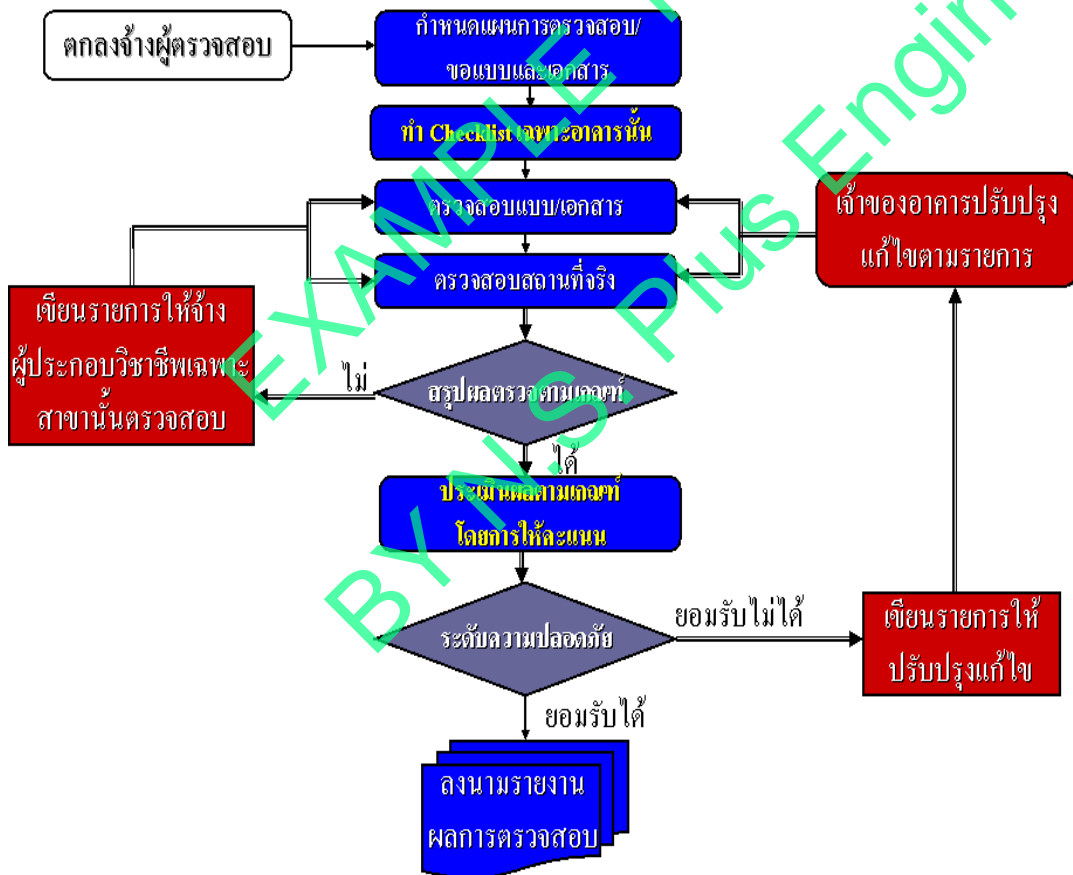 ตกลงจ้างผู้ตรวจสอบ
กำหนดแผนการตรวจสอบ/
ขอแบบและเอกสาร
ทำ Checklist เฉพาะอาคารนั้น
ตรวจสอบแบบ/เอกสาร
เจ้าของอาคารปรับปรุง
แก้ไขตามรายการ
ตรวจสอบสถานที่จริง
เขียนรายการให้จ้าง
ผู้ประกอบวิชาชีพเฉพาะ
สาขานั้นตรวจสอบ
ไม่
สรุปผลตรวจตามเกณฑ์
ได้
ประเมินผลตามเกณฑ์
โดยการให้คะแนน
ระดับความปลอดภัย
ยอมรับไม่ได้
เขียนรายการให้
ปรับปรุงแก้ไข
ยอมรับได้
ลงนามรายงาน
ผลการตรวจสอบ
EXAMPLE
BY N.S. Plus Engin